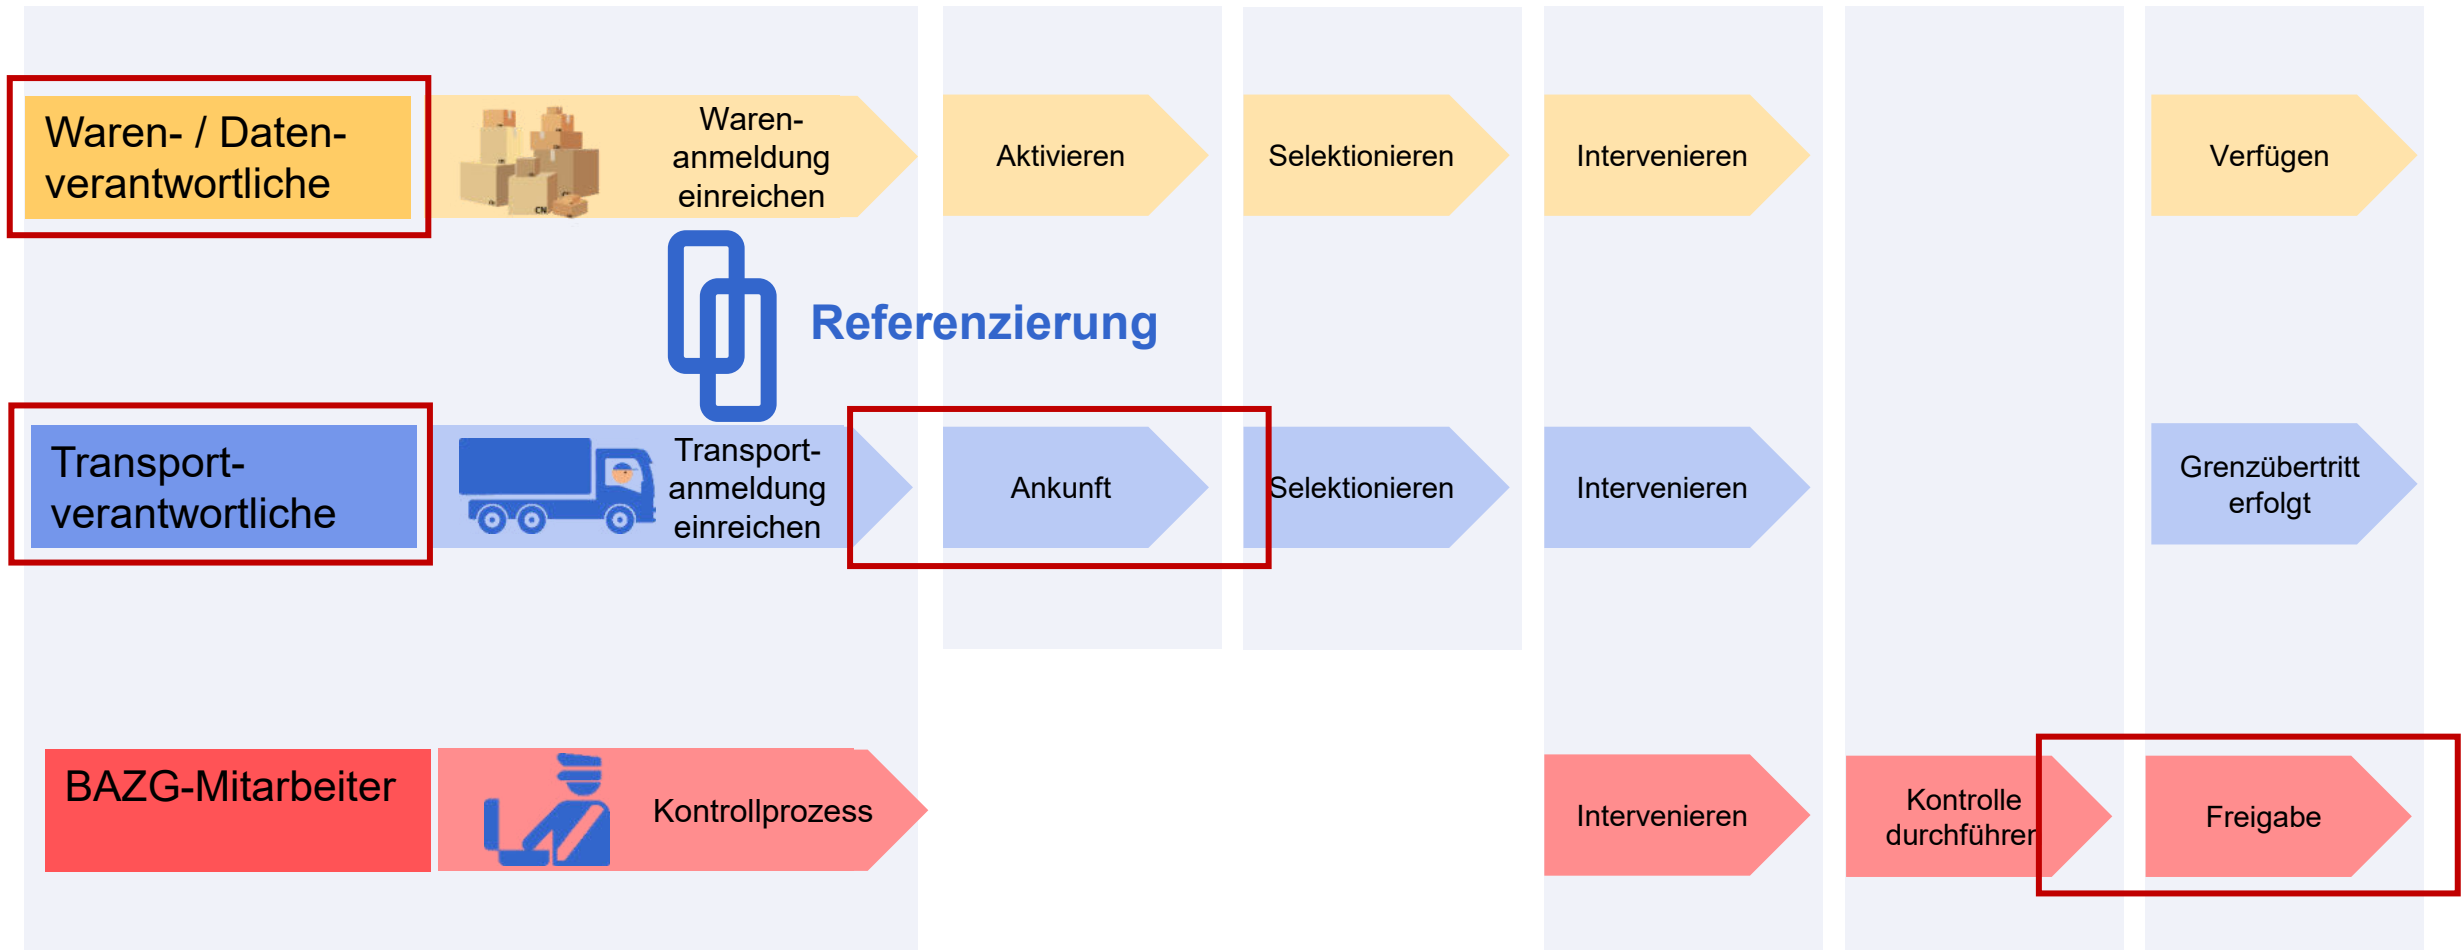 Waren- / Daten-
verantwortliche
Waren-
anmeldung
einreichen
Aktivieren
Selektionieren
Intervenieren
Verfügen
CN
Referenzierung
Transport-
verantwortliche
Transport-
anmeldung
einreichen
Ankunft
Selektionieren
Intervenieren
Grenzübertritt
erfolgt
BAZG-Mitarbeiter
Kontrollprozess
Intervenieren
Kontrolle
durchführen
Freigabe